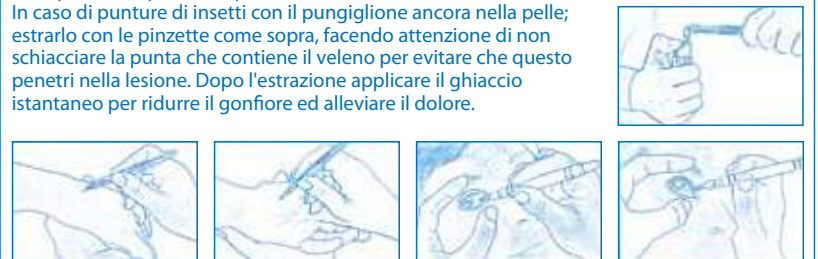 In caso di punture di insetti con il pungiglione ancora nella pelle;
estrarlo con le pinzette come sopra, facendo attenzione di non
schiacciare la punta che contiene il veleno per evitare che questo
penetri nella lesione. Dopo l'estrazione applicare il ghiaccio
istantaneo per ridurre il gonfiore ed alleviare il dolore.